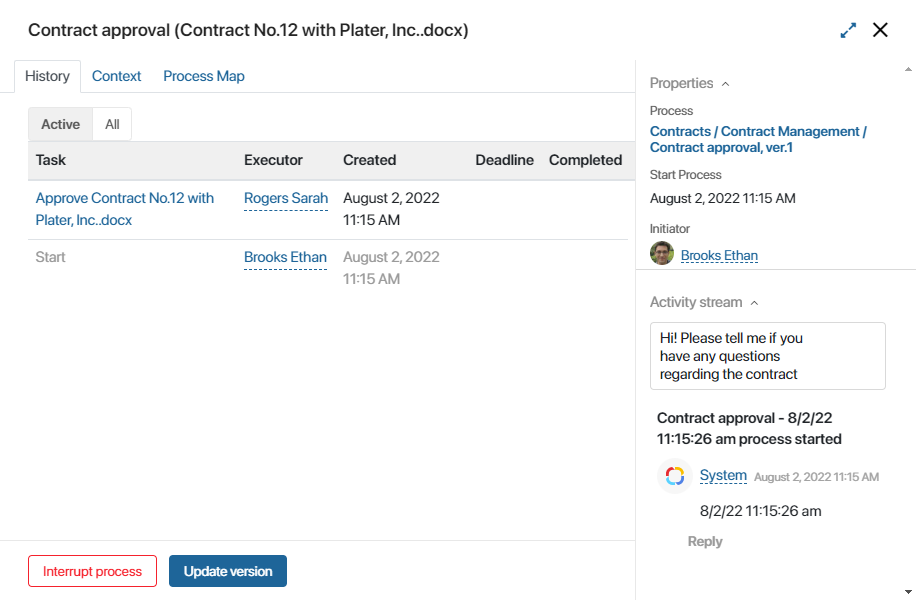 Contract approval (Contract No.12 with Plater, Inc..docx)
History Context Process Map
Active All
Task Executor Created Deadline Completed
Approve Contract No.12 with Rogers Sarah August 2, 2022
Plater, Inc..docx 11:15 AM
Start Brooks Ethan August 2, 2022
11:15 AM
Interrupt process Update version
Properties
Process
Contracts / Contract Management /
Contract approval, ver.1
Start Process
August 2, 2022 11:15 AM
Initiator
Brooks Ethan
Activity stream
Hi! Please tell me if you
have any questions
regarding the contract
Contract approval - 8/2/22
11:15:26 am process started
System August 2, 2022 11:15 AM
8/2/22 11:15:26 am
Reply